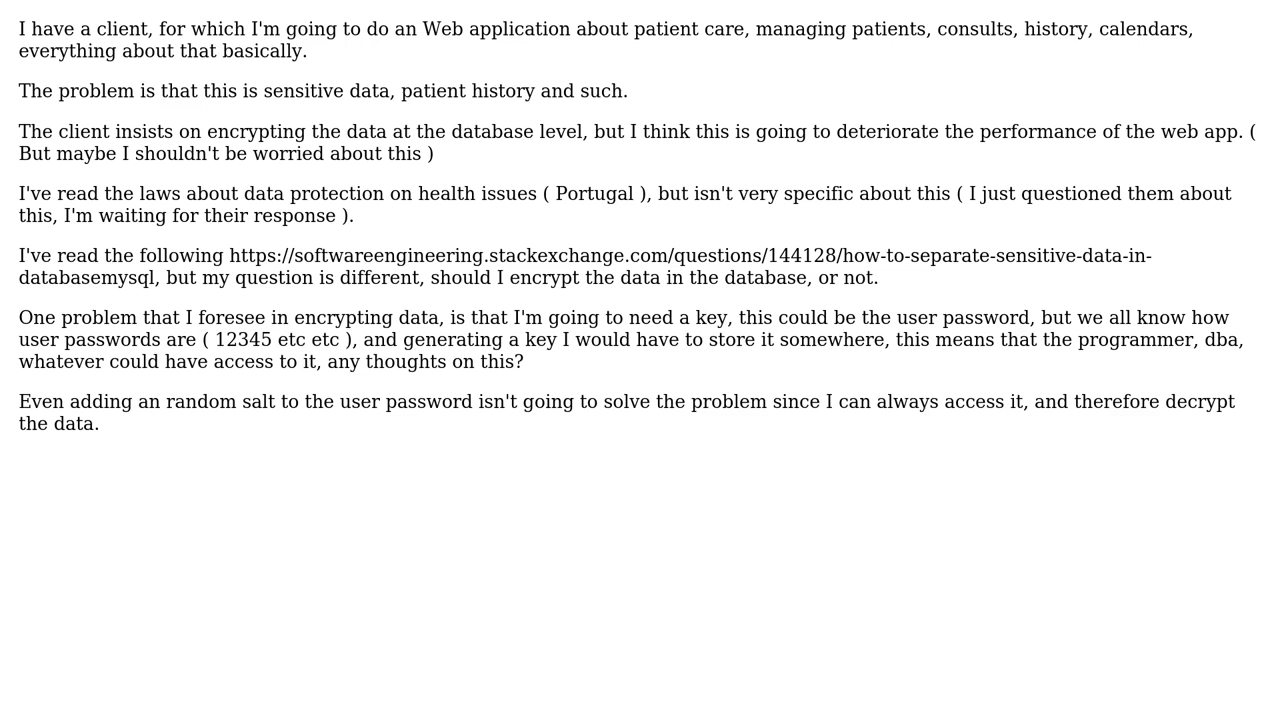 I have a client, for which I'm going to do an Web application about patient care, managing patients, consults, history, calendars,
everything about that basically.
The problem is that this is sensitive data, patient history and such.
The client insists on encrypting the data at the database level, but I think this is going to deteriorate the performance of the web app. (
But maybe I shouldn't be worried about this )
I've read the laws about data protection on health issues ( Portugal ), but isn't very specific about this ( I just questioned them about
this, I'm waiting for their response ).
I've read the following https://softwareengineering.stackexchange.com/questions/144128/how-to-separate-sensitive-data-in-
databasemysql, but my question is different, should I encrypt the data in the database, or not.
One problem that I foresee in encrypting data, is that I'm going to need a key, this could be the user password, but we all know how
user passwords are ( 12345 etc etc ), and generating a key I would have to store it somewhere, this means that the programmer, dba,
whatever could have access to it, any thoughts on this?
Even adding an random salt to the user password isn't going to solve the problem since I can always access it, and therefore decrypt
the data.